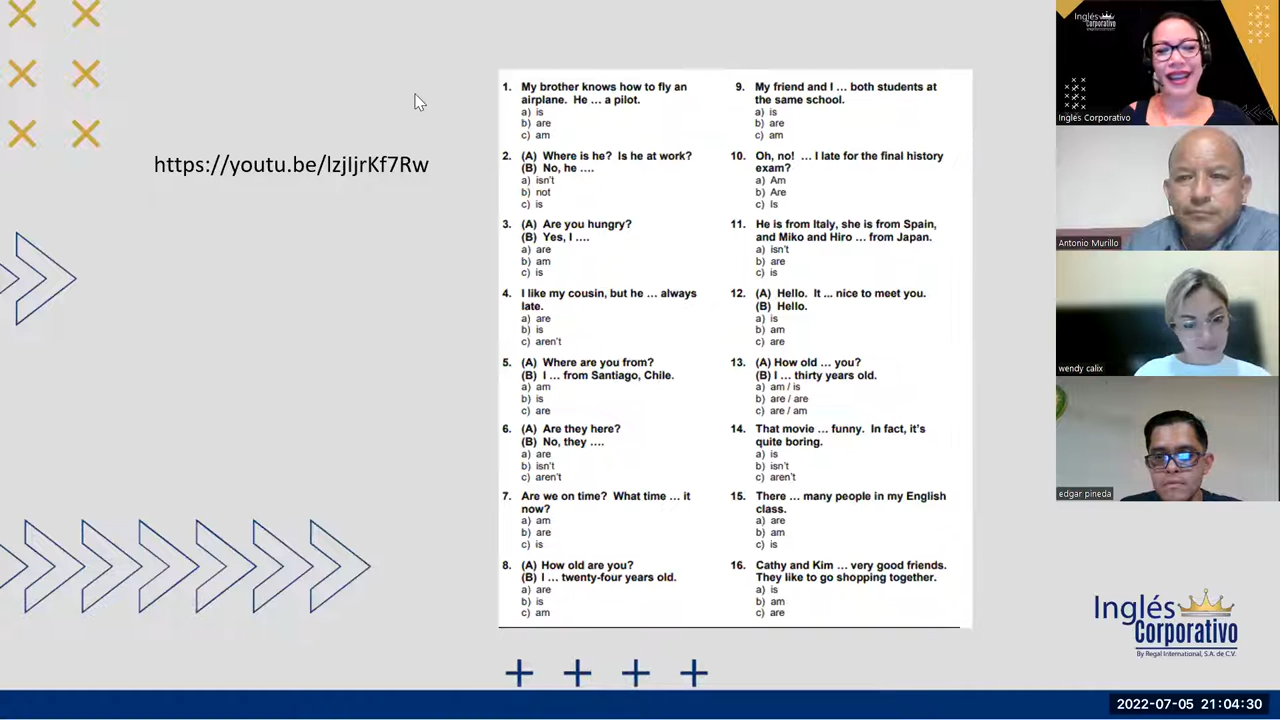 https://youtu.be/lzjljrKf7Rw
1. My brother knows how to fly an
airplane. He ... a pilot.
a) is
b) are
c) am
2. (A) Where is he? Is he at work?
(B) No, he ....
a) isn't
b) not
c) is
3. (A) Are you hungry?
(B) Yes, I ....
a) are
b) am
c) is
4. I like my cousin, but he ... always
late.
a) are
b) is
c) aren't
5. (A) Where are you from?
(B) I ... from Santiago, Chile.
a) am
b) is
c) are
6. (A) Are they here?
(B) No, they ....
a) are
b) isn't
c) aren't
7. Are we on time? What time ... it
now?
a) am
b) are
c) is
8. (A) How old are you?
(B) I ... twenty-four years old.
a) are
b) is
c) am
9. My friend and I ... both students at
the same school.
a) is
b) are
c) am
10. Oh, no! ... I late for the final history
exam?
a) Am
b) Are
c) Is
11. He is from Italy, she is from Spain,
and Miko and Hiro ... from Japan.
a) isn't
b) are
c) is
12. (A) Hello. It ... nice to meet you.
(B) Hello.
a) is
b) am
c) are
13. (A) How old ... you?
(B) I ... thirty years old.
a) am / is
b) are / are
c) are / am
14. That movie ... funny. In fact, it's
quite boring.
a) is
b) isn't
c) aren't
15. There ... many people in my English
class.
a) are
b) am
c) is
16. Cathy and Kim ... very good friends.
They like to go shopping together.
a) is
b) am
c) are
Inglés
Corporativo
Inglés Corporativo
Antonio Murillo
wendy calix
edgar pineda
Inglés
Corporativo
By Regal International, S.A. de C.V.
2022-07-05 21:04:30